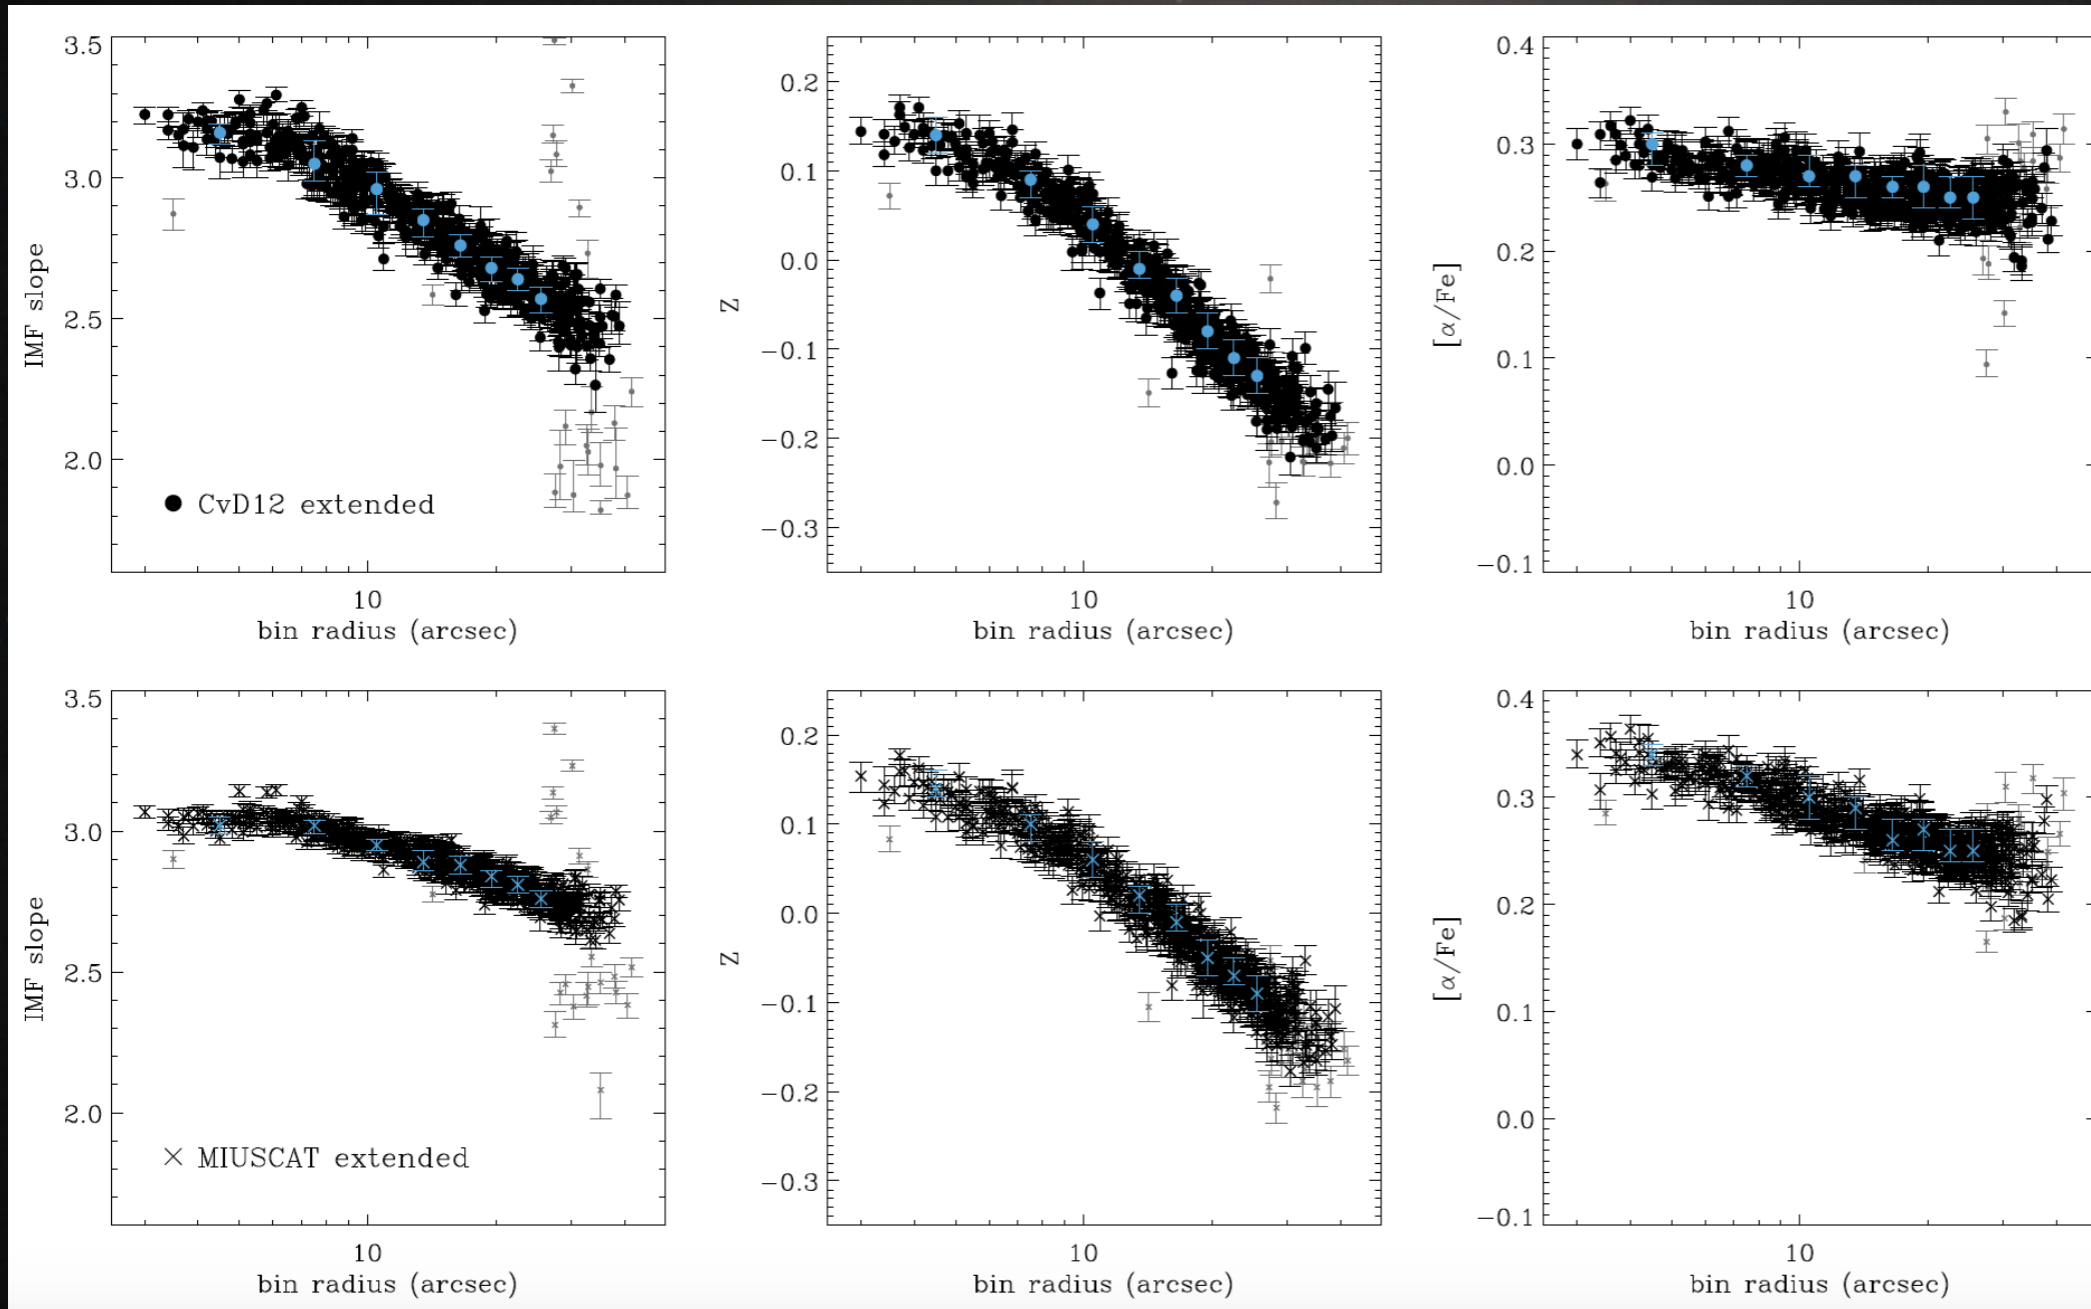 3.5
3.0
2.5
2.0
IMF slope
CvD12 extended
10
bin radius (arcsec)
0.2
0.1
0.0
−0.1
−0.2
−0.3
Z
10
bin radius (arcsec)
0.4
0.3
0.2
0.1
0.0
−0.1
[α/Fe]
10
bin radius (arcsec)
3.5
3.0
2.5
2.0
IMF slope
MIUSCAT extended
10
bin radius (arcsec)
0.2
0.1
0.0
−0.1
−0.2
−0.3
Z
10
bin radius (arcsec)
0.4
0.3
0.2
0.1
0.0
−0.1
[α/Fe]
10
bin radius (arcsec)